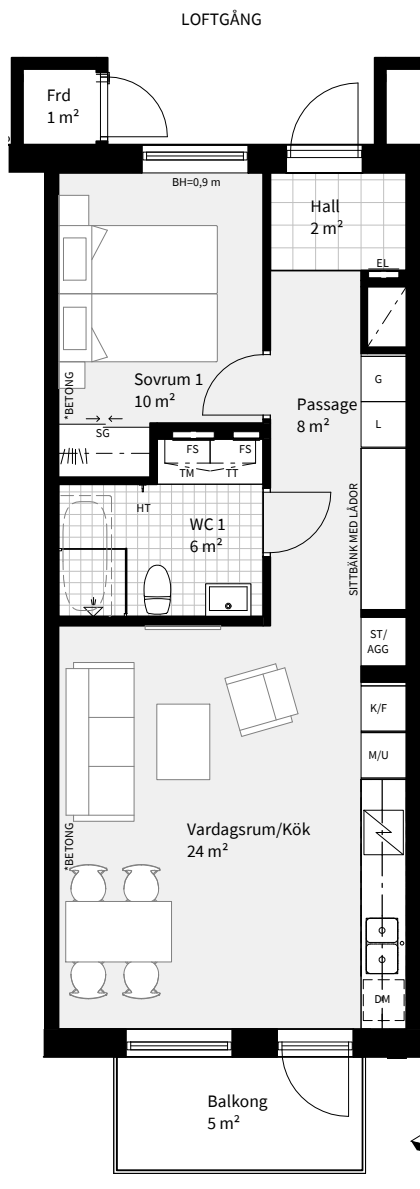 LOFTGÅNG
Frd
1 m²
BH=0,9 m
Hall
2 m²
EL
*BETONG
Sovrum 1
10 m²
G
Passage
8 m²
L
SG
FS
FS
TM
TT
HT
WC 1
6 m²
SITTBÄNK MED LÅDOR
ST/
AGG
K/F
M/U
Vardagsrum/Kök
24 m²
*BETONG
DM
Balkong
5 m²